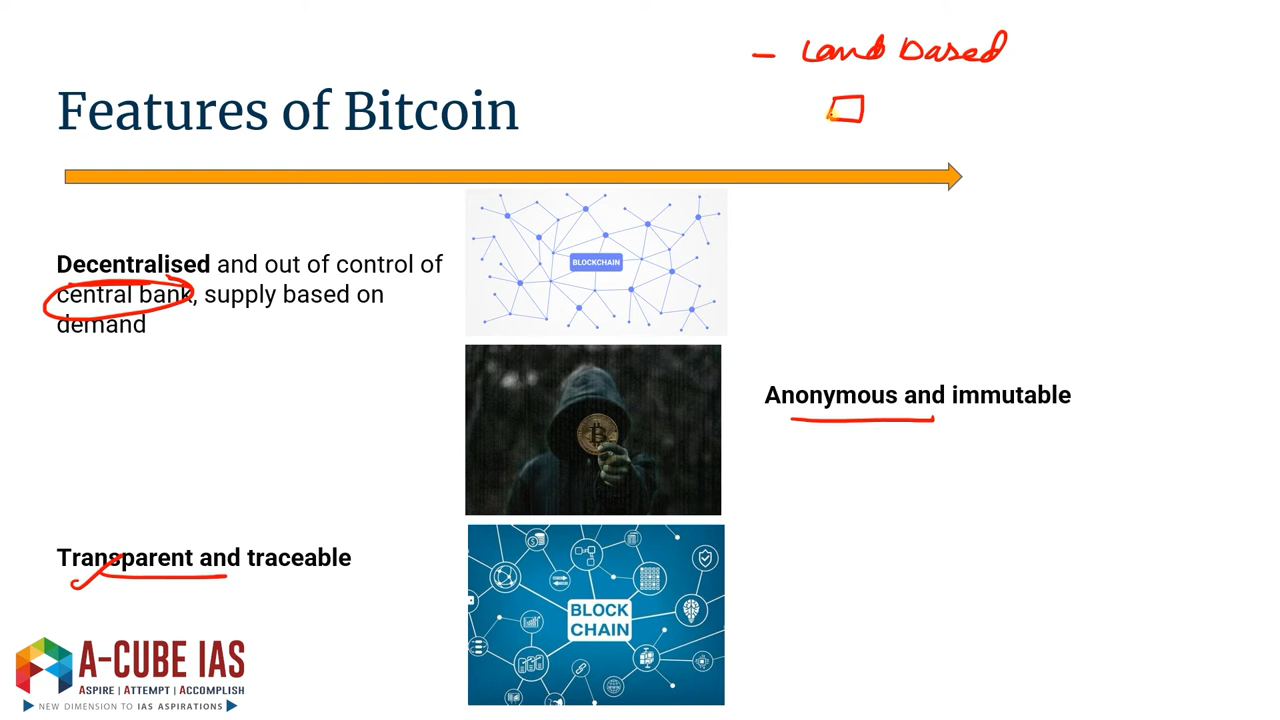 - Land based
Features of Bitcoin
Decentralised and out of control of
central bank, supply based on
demand
BLOCKCHAIN
Anonymous and immutable
Transparent and traceable
BLOCK
CHAIN
A-CUBE IAS
ASPIRE | ATTEMPT | ACCOMPLISH
NEW DIMENSION TO IAS ASPIRATIONS